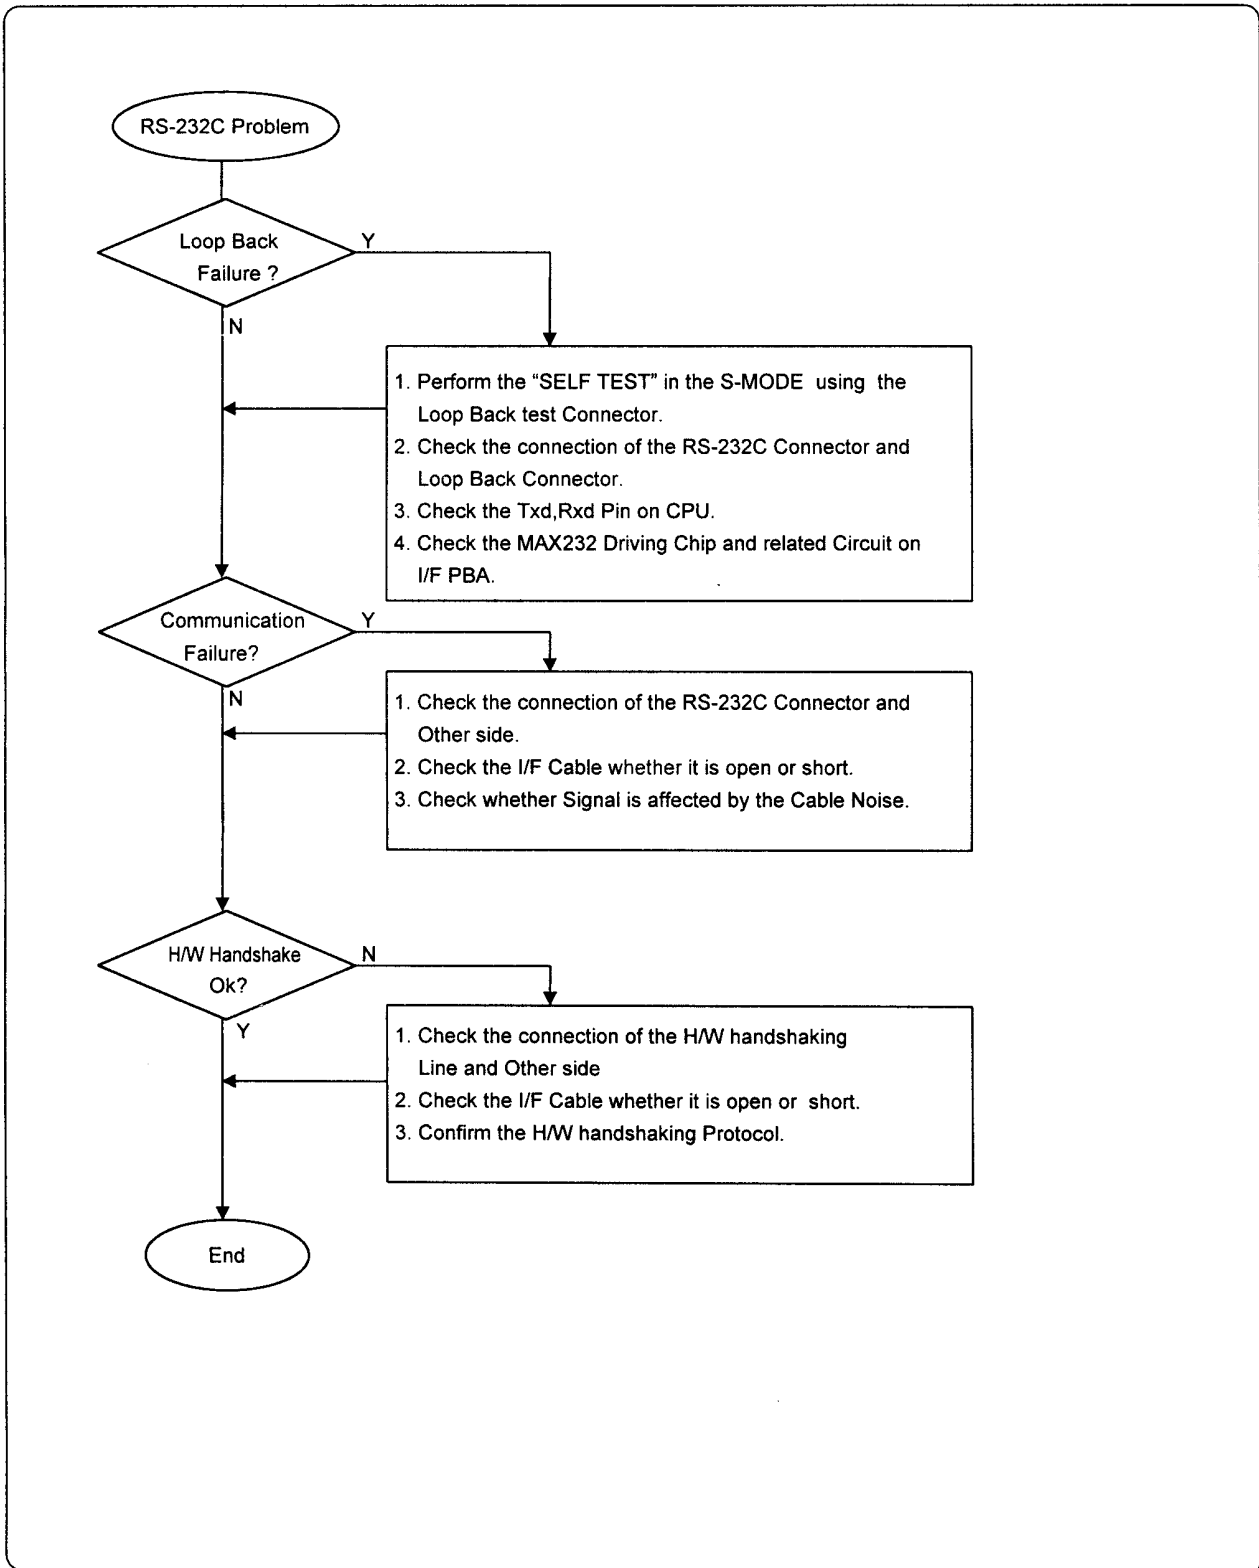 RS-232C Problem
Loop Back
Failure ?
Y
N
1. Perform the “SELF TEST” in the S-MODE using the
Loop Back test Connector.
2. Check the connection of the RS-232C Connector and
Loop Back Connector.
3. Check the Txd,Rxd Pin on CPU.
4. Check the MAX232 Driving Chip and related Circuit on
I/F PBA.
Communication
Failure?
Y
N
1. Check the connection of the RS-232C Connector and
Other side.
2. Check the I/F Cable whether it is open or short.
3. Check whether Signal is affected by the Cable Noise.
H/W Handshake
Ok?
N
Y
1. Check the connection of the H/W handshaking
Line and Other side
2. Check the I/F Cable whether it is open or short.
3. Confirm the H/W handshaking Protocol.
End